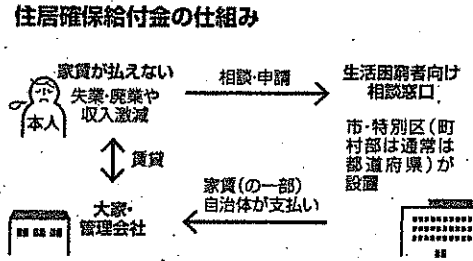 住居確保給付金の仕組み
家賃が払えない
失業・廃業や
収入激減
本人
相談・申請
生活困窮者向け
相談窓口
市・特別区(町
村部は通常は
都道府県)が
設置
賃貸
家賃(の一部)
自治体が支払い
大家・
管理会社